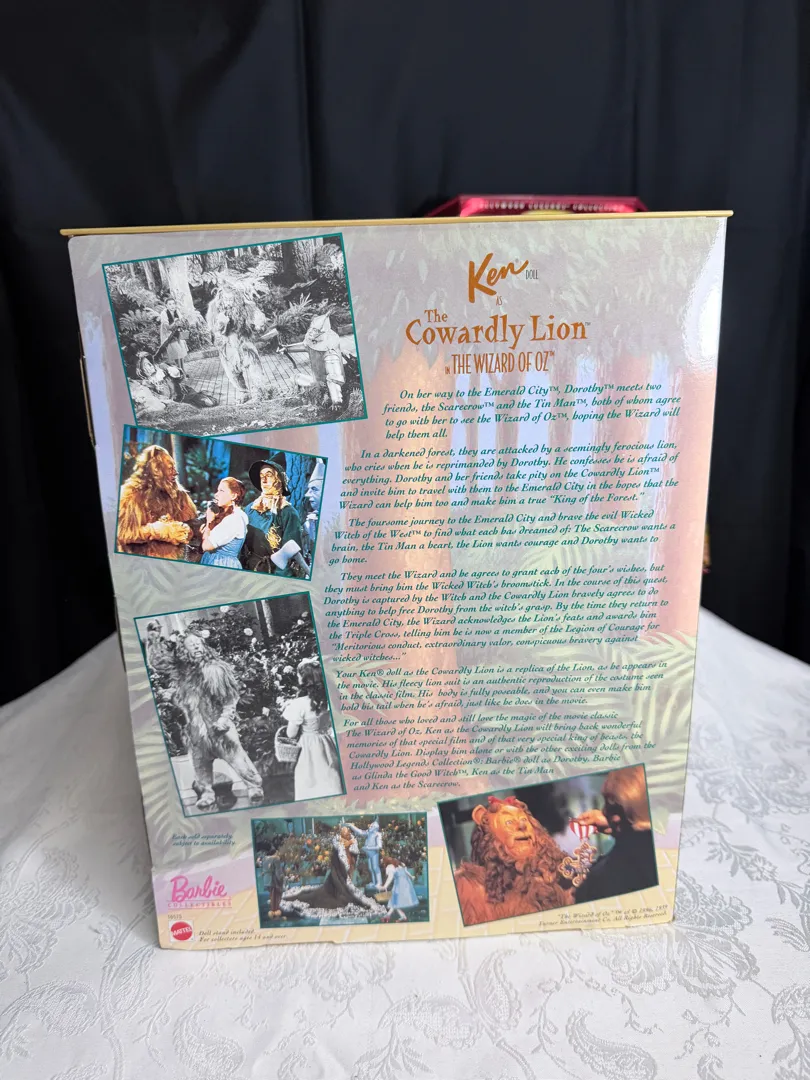 Ken® DOLL
AS
The
Cowardly Lion™
IN THE WIZARD OF OZ™
On her way to the Emerald City™, Dorothy™ meets two
friends, the Scarecrow™ and the Tin Man™, both of whom agree
to go with her to see the Wizard of Oz™, hoping the Wizard will
help them all.
In a darkened forest, they are attacked by a seemingly ferocious lion,
who cries when he is reprimanded by Dorothy. He confesses he is afraid of
everything. Dorothy and her friends take pity on the Cowardly Lion™
and invite him to travel with them to the Emerald City in the hopes that the
Wizard can help him too and make him a true "King of the Forest."
The foursome journey to the Emerald City and brave the evil Wicked
Witch of the West™ to find what each has dreamed of: The Scarecrow wants a
brain, the Tin Man a heart, the Lion wants courage and Dorothy wants to
go home.
They meet the Wizard and he agrees to grant each of the four's wishes, but
they must bring him the Wicked Witch's broomstick. In the course of this quest,
Dorothy is captured by the Witch and the Cowardly Lion bravely agrees to do
anything to help free Dorothy from the witch's grasp. By the time they return to
the Emerald City, the Wizard acknowledges the Lion's feats and awards him
the Triple Cross, telling him he is now a member of the Legion of Courage for
"Meritorious conduct, extraordinary valor, conspicuous bravery against
wicked witches..."
Your Ken® doll as the Cowardly Lion is a replica of the Lion, as he appears in
the movie. His fleecy lion suit is an authentic reproduction of the costume seen
in the classic film. His body is fully poseable, and you can even make him
hold his tail when he's afraid, just like he does in the movie.
For all those who loved and still love the magic of the movie classic
The Wizard of Oz, Ken as the Cowardly Lion will bring back wonderful
memories of that special film and of that very special king of beasts, the
Cowardly Lion. Display him alone or with the other exciting dolls from the
Hollywood Legends Collection®: Barbie® doll as Dorothy, Barbie
as Glinda the Good Witch™, Ken as the Tin Man
and Ken as the Scarecrow.
Each sold separately,
subject to availability.
Barbie
COLLECTIBLES
MATTEL
Doll stand included.
For collectors ages 14 and over.
"The Wizard of Oz"
Turner Entertainment Co. All Rights Reserved.